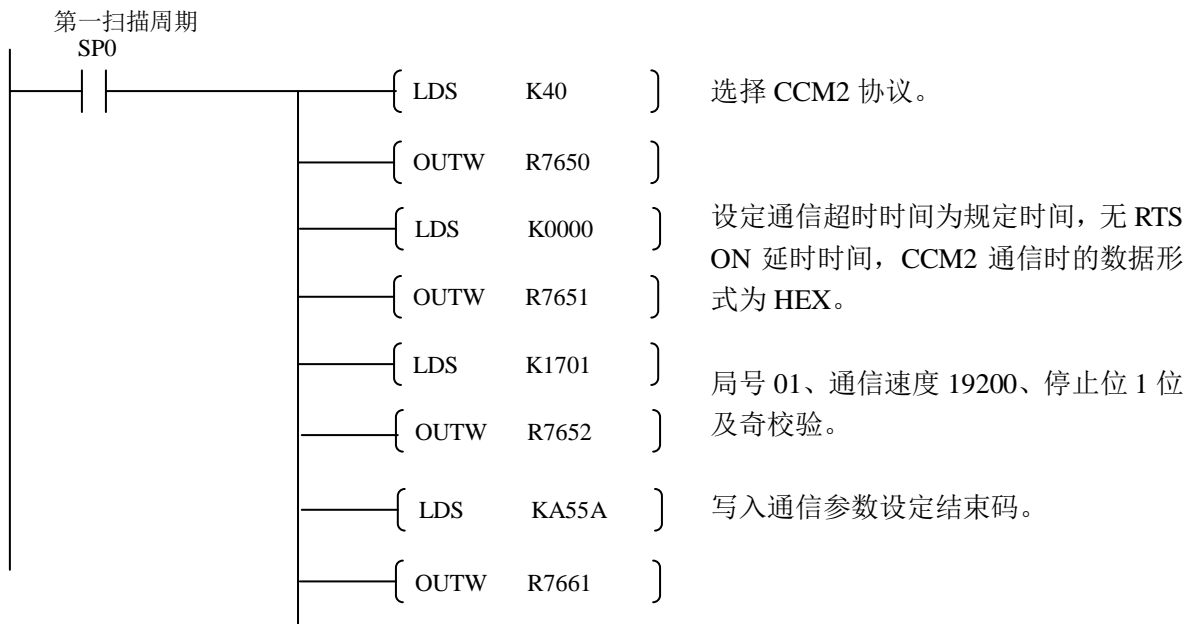 第一扫描周期
SP0
LDS K40 选择 CCM2 协议。
OUTW R7650
LDS K0000 设定通信超时时间为规定时间，无 RTS
ON 延时时间，CCM2 通信时的数据形
OUTW R7651 式为 HEX。
LDS K1701 局号 01、通信速度 19200、停止位 1 位
OUTW R7652 及奇校验。
LDS KA55A 写入通信参数设定结束码。
OUTW R7661